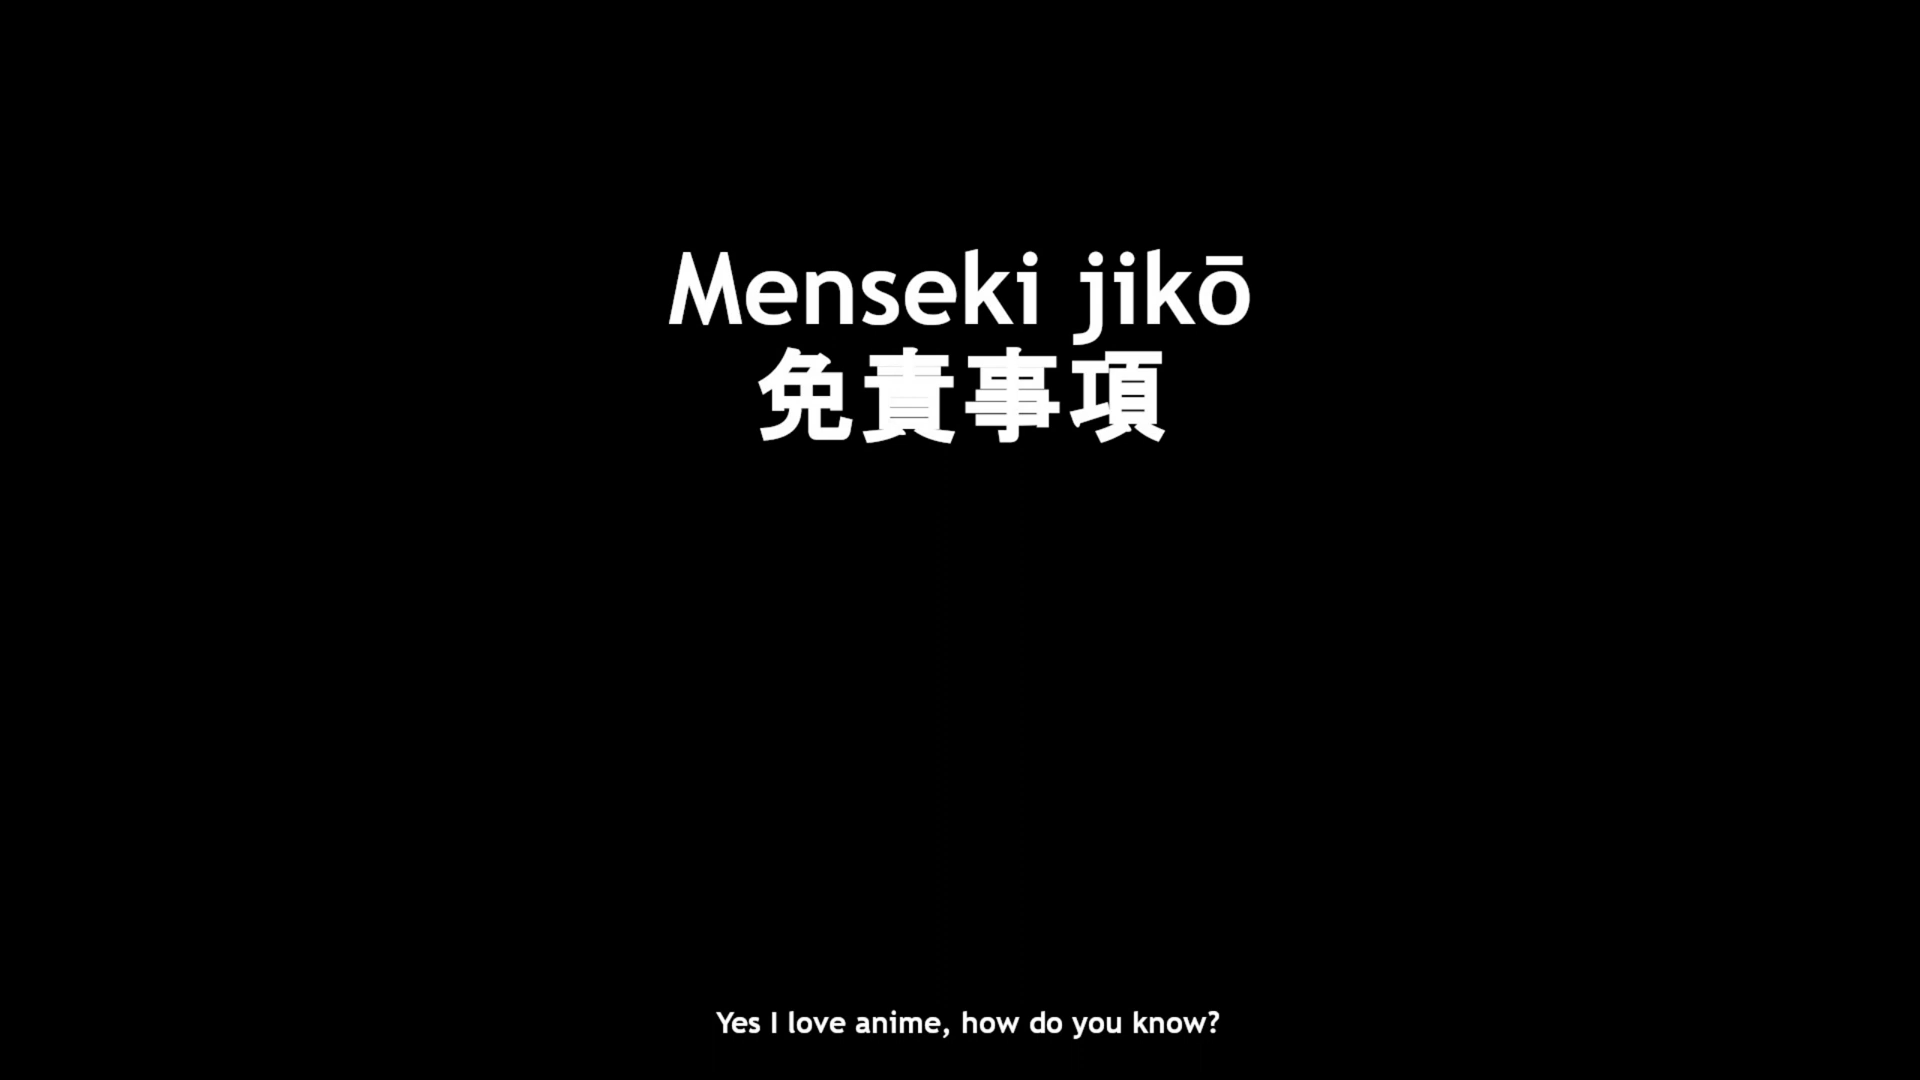 Menseki jikō
免責事項
Yes I love anime, how do you know?